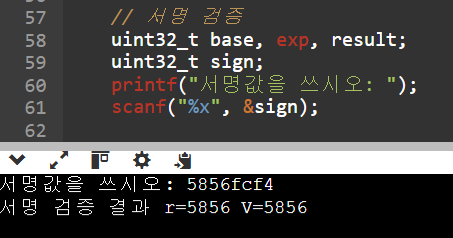 57 // 서명 검증
58 uint32_t base, exp, result;
59 uint32_t sign;
60 printf("서명값을 쓰시오: ");
61 scanf("%x", &sign);
62
서명값을 쓰시오: 5856fcf4
서명 검증 결과 r=5856 V=5856